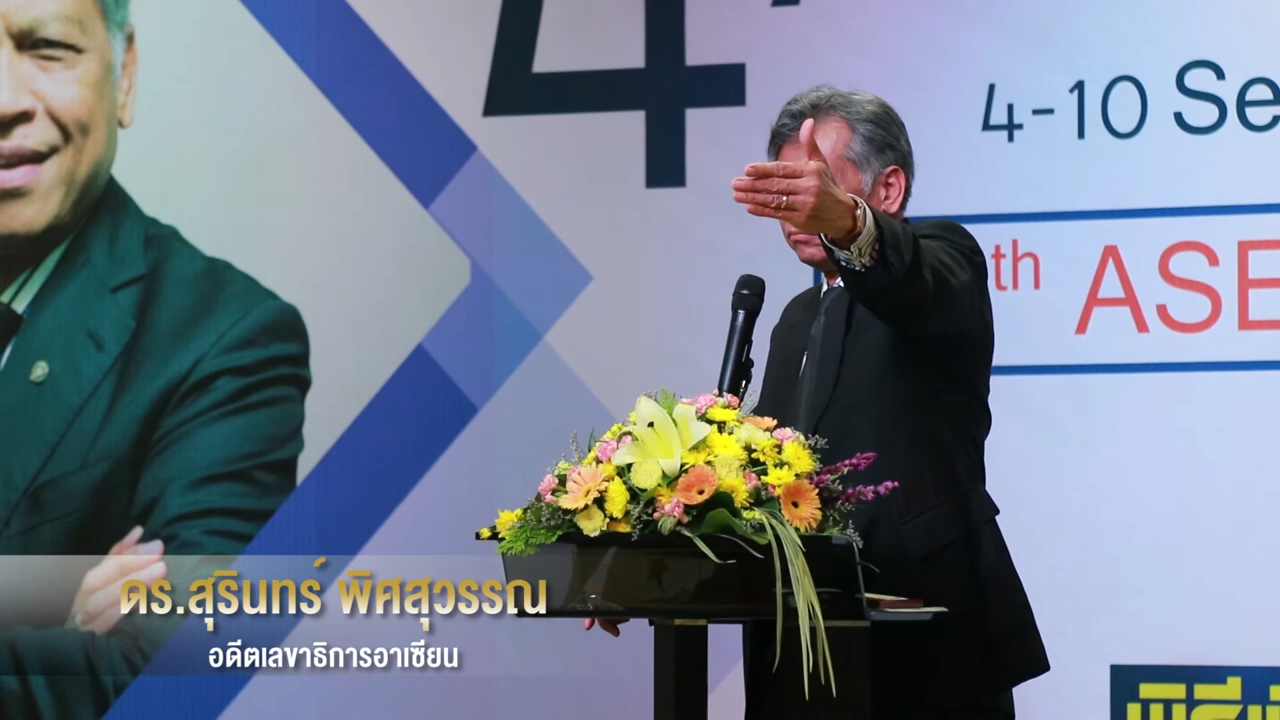 4
4-10 Se
th ASE
ดร.สุรินทร์ พิศสุวรรณ
อดีตเลขาธิการอาเซียน